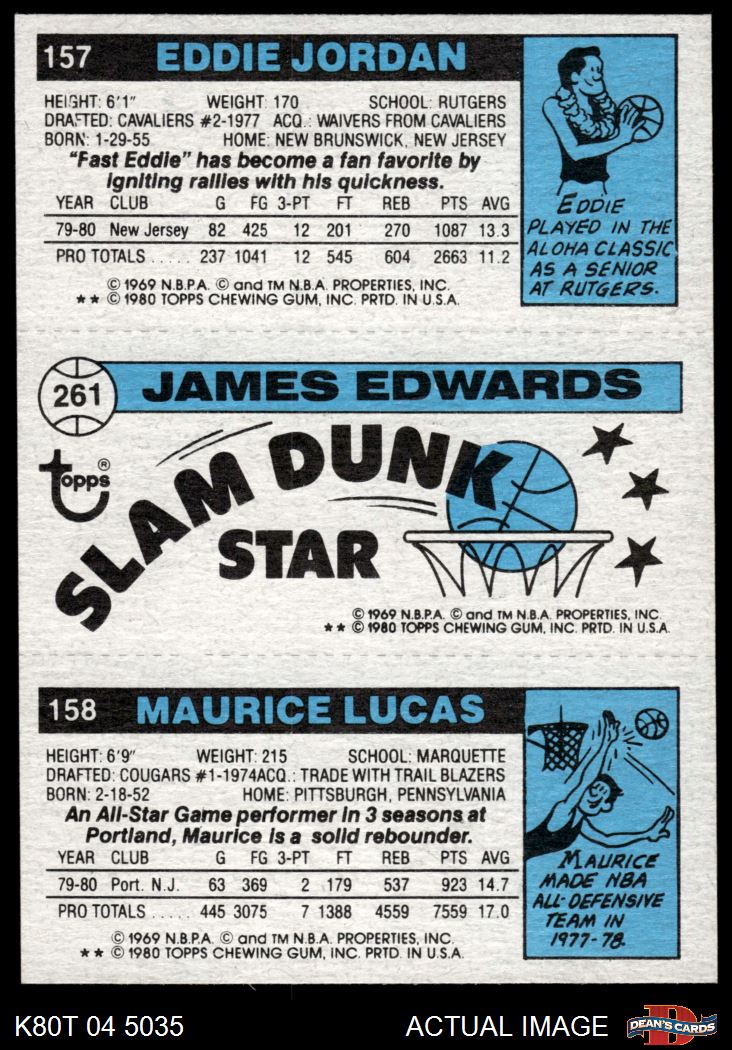 157 EDDIE JORDAN
HEIGHT: 6'1" WEIGHT: 170 SCHOOL: RUTGERS
DRAFTED: CAVALIERS #2-1977 ACQ.: WAIVERS FROM CAVALIERS
BORN: 1-29-55 HOME: NEW BRUNSWICK, NEW JERSEY
"Fast Eddie" has become a fan favorite by
igniting rallies with his quickness.
YEAR CLUB G FG 3-PT FT REB PTS AVG
79-80 New Jersey 82 425 12 201 270 1087 13.3
PRO TOTALS ..... 237 1041 12 545 604 2663 11.2
© 1969 N.B.P.A. © and TM N.B.A. PROPERTIES, INC.
** © 1980 TOPPS CHEWING GUM, INC. PRTD. IN U.S.A.
EDDIE
PLAYED IN THE
ALOHA CLASSIC
AS A SENIOR
AT RUTGERS.
261 JAMES EDWARDS
topps®
SLAM DUNK
STAR
© 1969 N.B.P.A. © and TM N.B.A. PROPERTIES, INC.
** © 1980 TOPPS CHEWING GUM, INC. PRTD. IN U.S.A.
158 MAURICE LUCAS
HEIGHT: 6'9" WEIGHT: 215 SCHOOL: MARQUETTE
DRAFTED: COUGARS #1-1974ACQ.: TRADE WITH TRAIL BLAZERS
BORN: 2-18-52 HOME: PITTSBURGH, PENNSYLVANIA
An All-Star Game performer in 3 seasons at
Portland, Maurice is a solid rebounder.
YEAR CLUB G FG 3-PT FT REB PTS AVG
79-80 Port. N.J. 63 369 2 179 537 923 14.7
PRO TOTALS ..... 445 3075 7 1388 4559 7559 17.0
© 1969 N.B.P.A. © and TM N.B.A. PROPERTIES, INC.
** © 1980 TOPPS CHEWING GUM, INC. PRTD. IN U.S.A.
MAURICE
MADE NBA
ALL-DEFENSIVE
TEAM IN
1977-78.
K80T 04 5035 ACTUAL IMAGE D DEAN'S CARDS